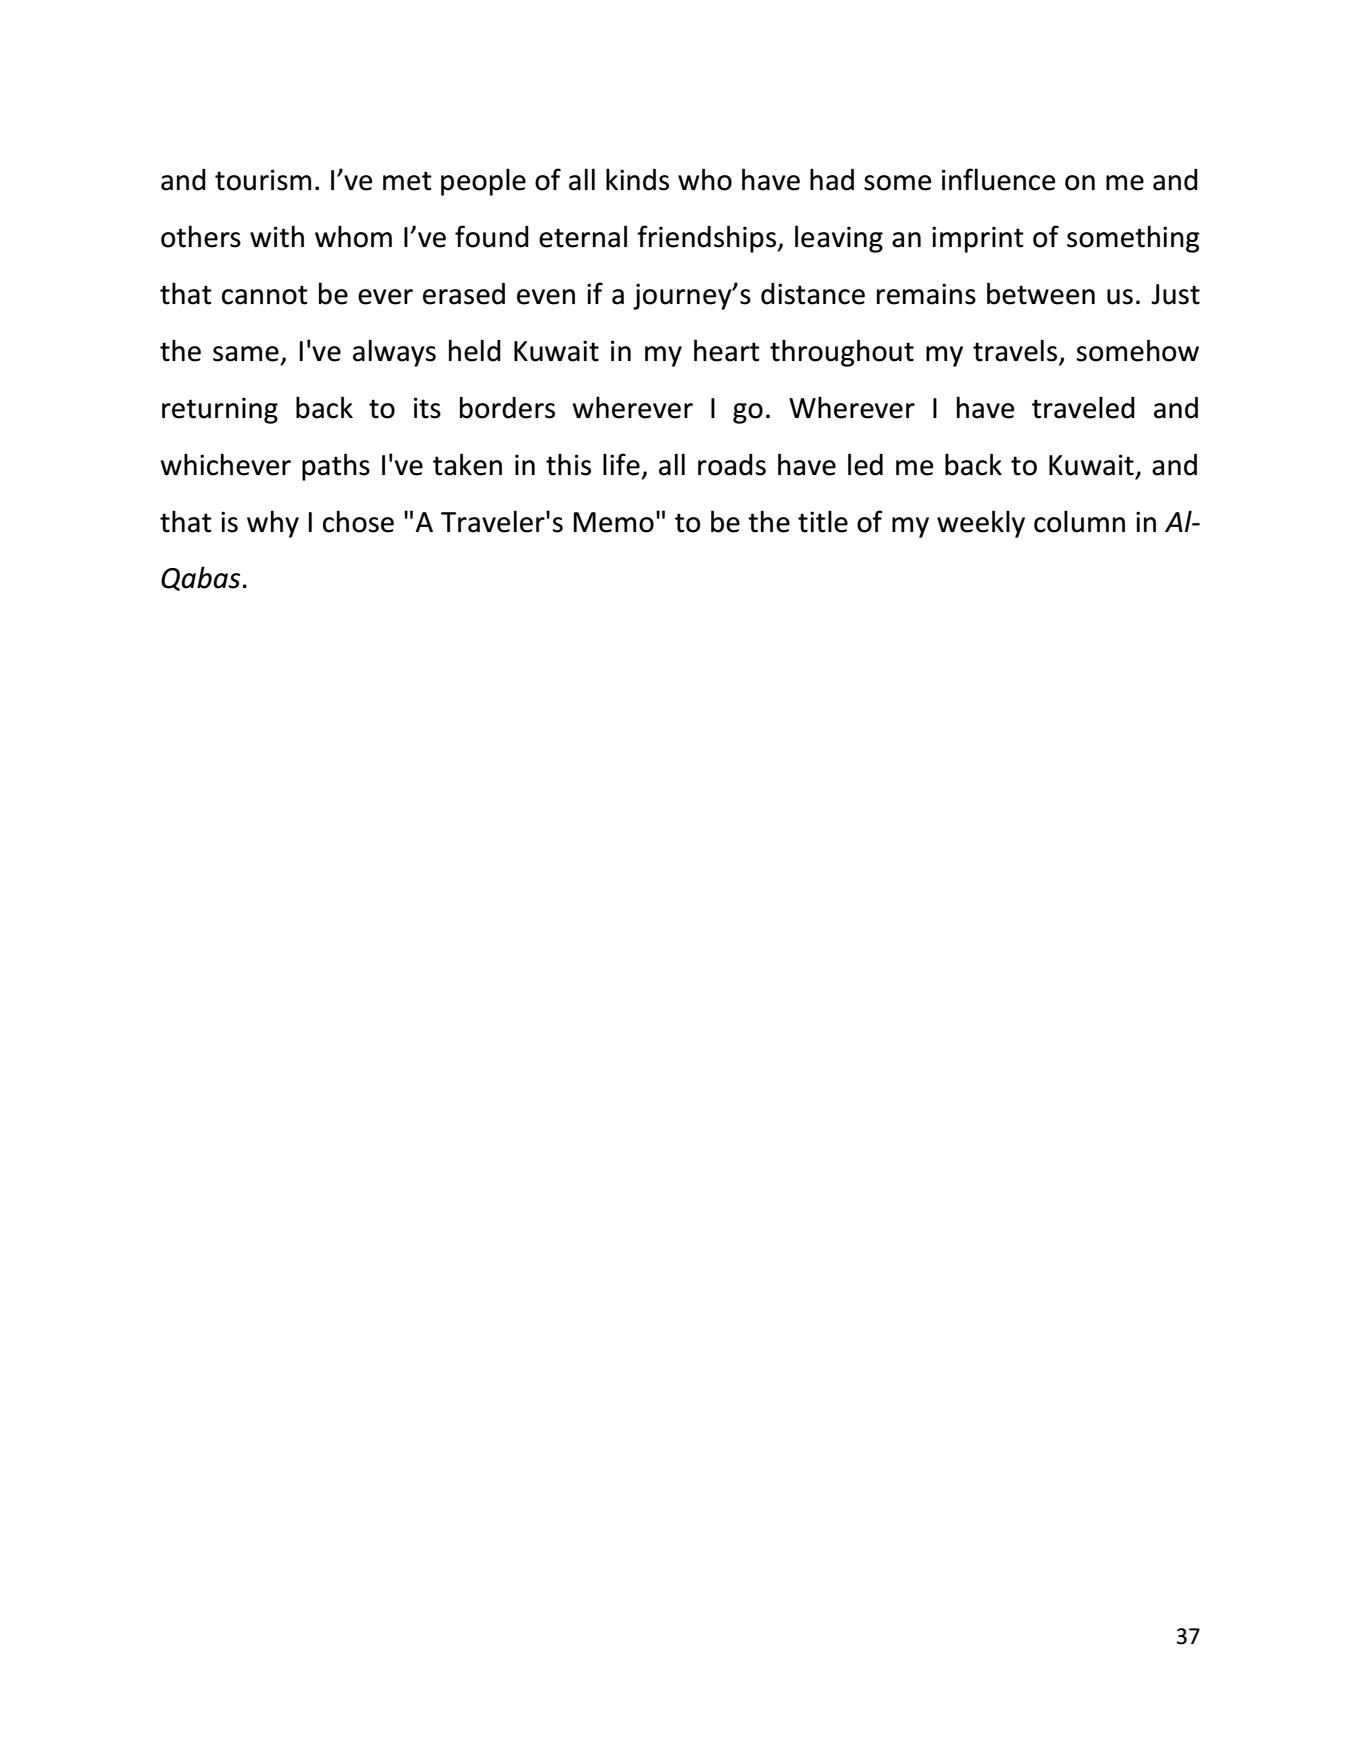 and tourism. I’ve met people of all kinds who have had some influence on me and
others with whom I’ve found eternal friendships, leaving an imprint of something
that cannot be ever erased even if a journey’s distance remains between us. Just
the same, I've always held Kuwait in my heart throughout my travels, somehow
returning back to its borders wherever I go. Wherever I have traveled and
whichever paths I've taken in this life, all roads have led me back to Kuwait, and
that is why I chose "A Traveler's Memo" to be the title of my weekly column in Al-
Qabas.
37